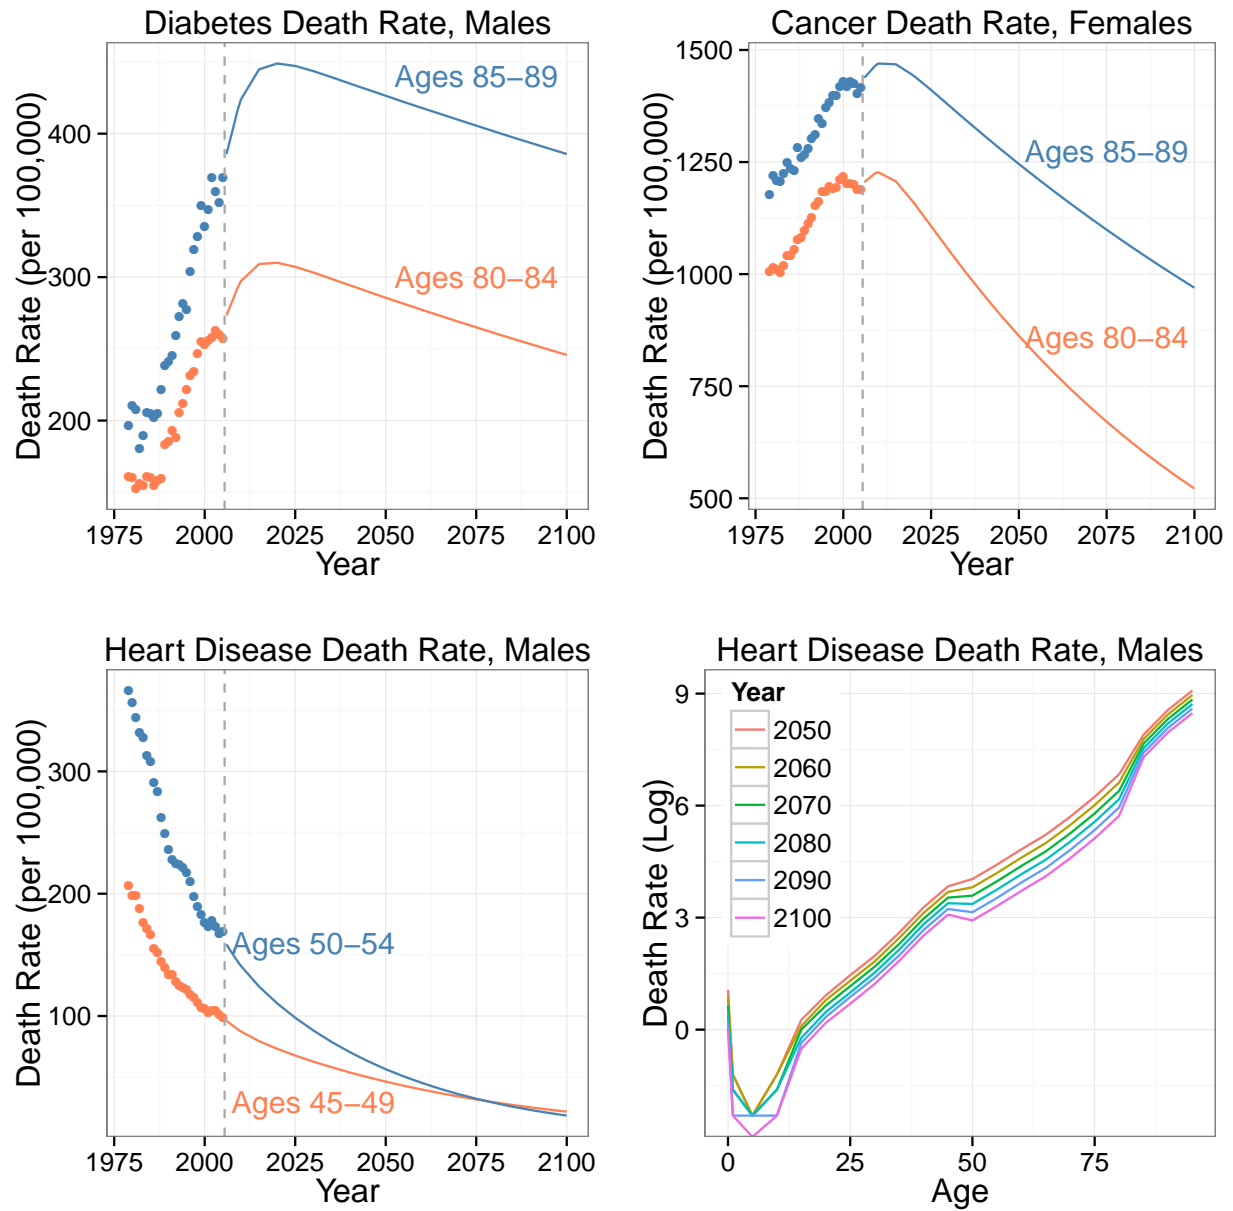 Diabetes Death Rate, Males
Death Rate (per 100,000)
400
300
200
Ages 85–89
Ages 80–84
1975 2000 2025 2050 2075 2100
Year
Cancer Death Rate, Females
Death Rate (per 100,000)
1500
1250
1000
750
500
Ages 85–89
Ages 80–84
1975 2000 2025 2050 2075 2100
Year
Heart Disease Death Rate, Males
Death Rate (per 100,000)
300
200
100
Ages 50–54
Ages 45–49
1975 2000 2025 2050 2075 2100
Year
Heart Disease Death Rate, Males
Death Rate (Log)
9
6
3
0
Year
2050
2060
2070
2080
2090
2100
0 25 50 75
Age